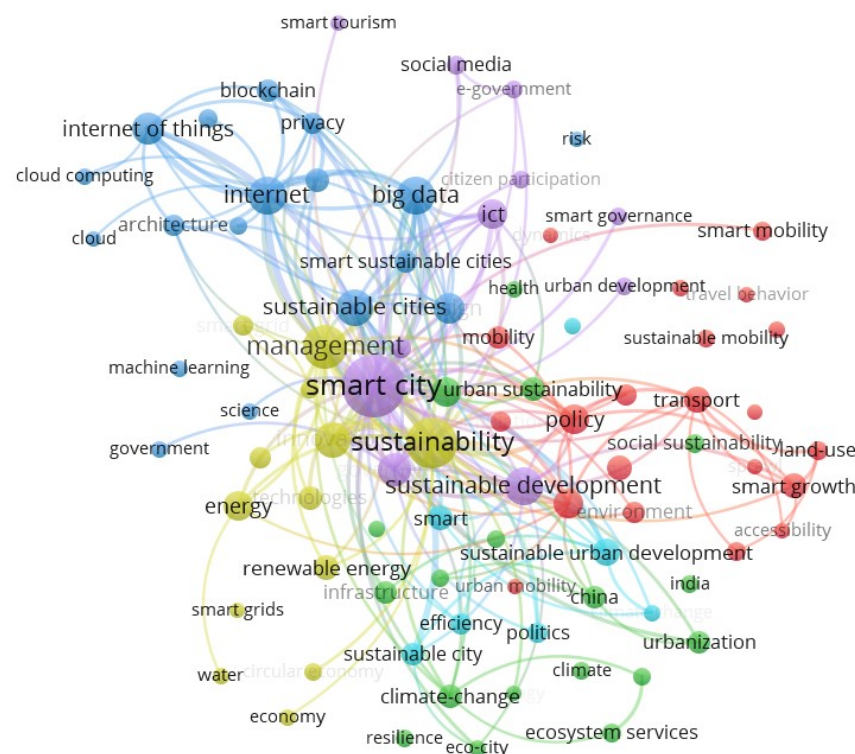 smart tourism
social media
e-government
blockchain
internet of things
privacy
risk
cloud computing
citizen participation
internet
big data
ict
smart governance
architecture
smart mobility
dynamics
cloud
smart sustainable cities
health
urban development
travel behavior
sustainable cities
smart grid
management
mobility
sustainable mobility
machine learning
smart city
urban sustainability
transport
science
policy
government
sustainability
social sustainability
land-use
sustainable development
smart growth
technologies
energy
smart
environment
accessibility
sustainable urban development
renewable energy
infrastructure
urban mobility
india
china
smart grids
efficiency
politics
urbanization
sustainable city
water
circular economy
climate
climate-change
economy
resilience
eco-city
ecosystem services